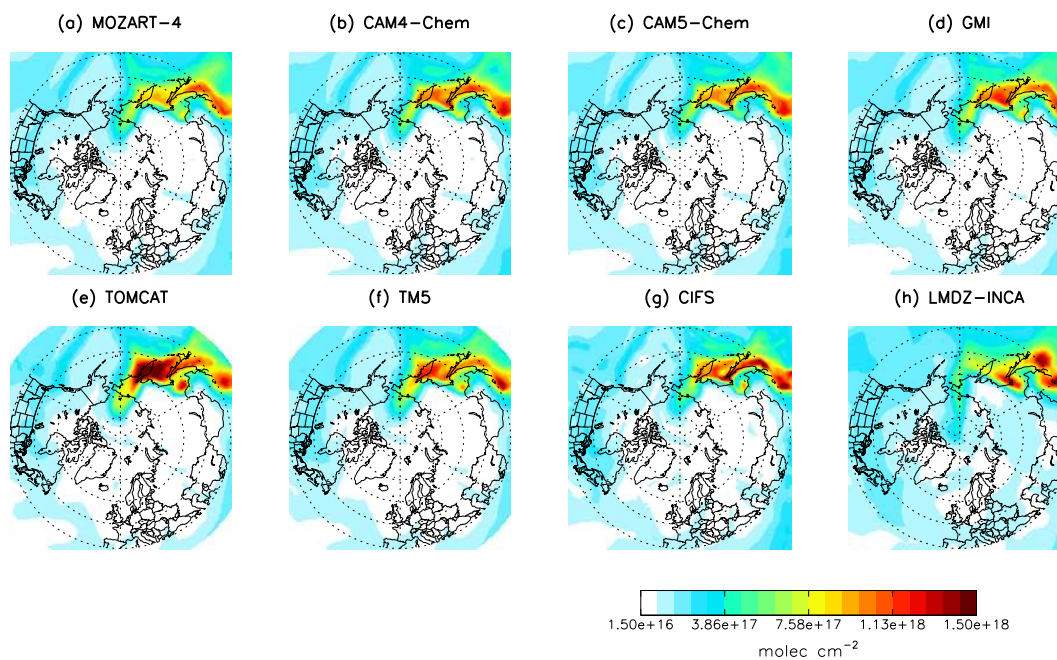 (a) MOZART−4
(b) CAM4−Chem
(c) CAM5−Chem
(d) GMI
(e) TOMCAT
(f) TM5
(g) CIFS
(h) LMDZ−INCA
1.50e+16 3.86e+17 7.58e+17 1.13e+18 1.50e+18
molec cm⁻²